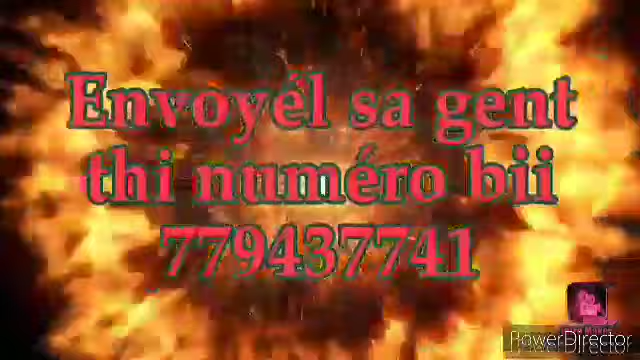 Envoyél sa gent
thi numéro bii
779437741
PowerDirector